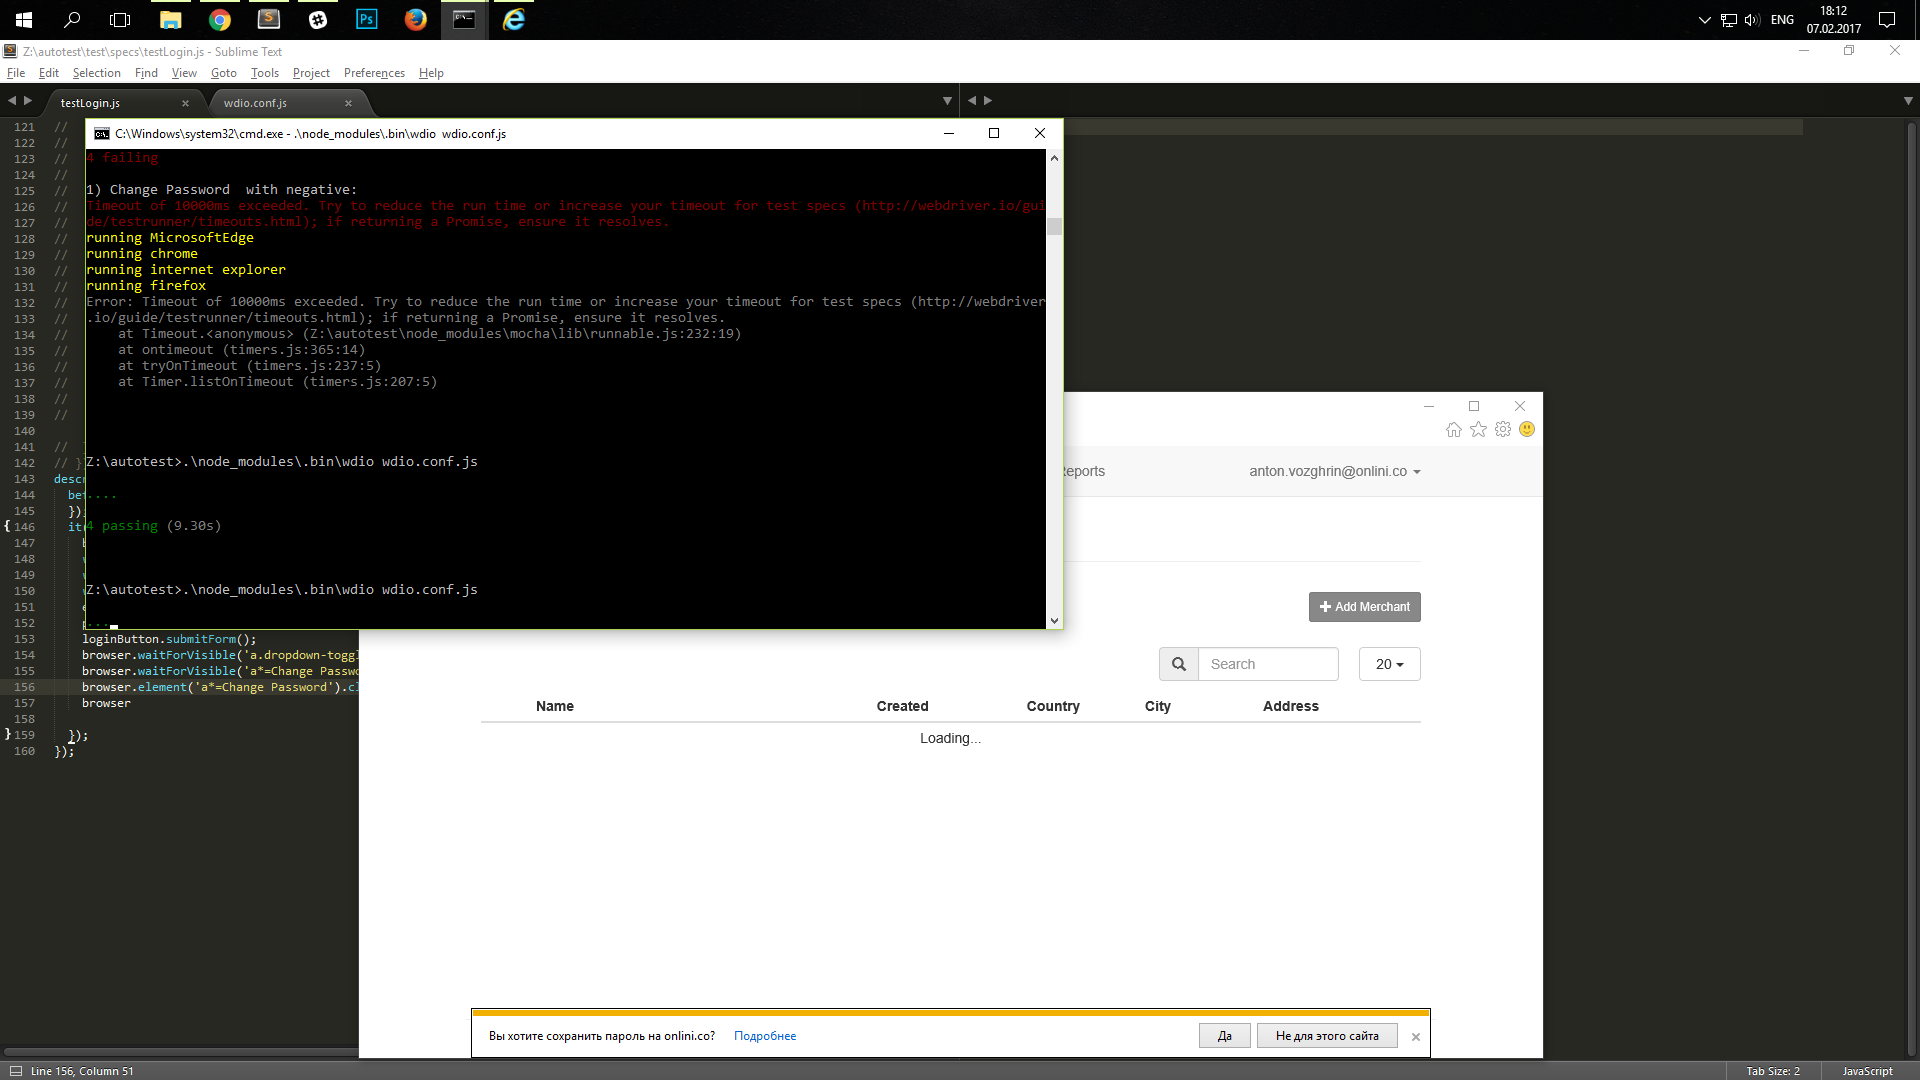 ENG
18:12
07.02.2017
Z:\autotest\test\specs\testLogin.js - Sublime Text
File Edit Selection Find View Goto Tools Project Preferences Help
testLogin.js
wdio.conf.js
C:\Windows\system32\cmd.exe - .\node_modules\.bin\wdio wdio.conf.js
4 failing
1) Change Password  with negative:
Timeout of 10000ms exceeded. Try to reduce the run time or increase your timeout for test specs (http://webdriver.io/gui
de/testrunner/timeouts.html); if returning a Promise, ensure it resolves.
running MicrosoftEdge
running chrome
running internet explorer
running firefox
Error: Timeout of 10000ms exceeded. Try to reduce the run time or increase your timeout for test specs (http://webdriver
.io/guide/testrunner/timeouts.html); if returning a Promise, ensure it resolves.
at Timeout.<anonymous> (Z:\autotest\node_modules\mocha\lib\runnable.js:232:19)
at ontimeout (timers.js:365:14)
at tryOnTimeout (timers.js:237:5)
at Timer.listOnTimeout (timers.js:207:5)
Z:\autotest>.\node_modules\.bin\wdio wdio.conf.js
....
4 passing (9.30s)
Z:\autotest>.\node_modules\.bin\wdio wdio.conf.js
...
121 //
122 //
123 //
124 //
125 //
126 //
127 //
128 //
129 //
130 //
131 //
132 //
133 //
134 //
135 //
136 //
137 //
138 //
139 //
140
141 //
142 // }
143 desc
144 be
145 });
146 it
147
148
149
150
151 e
152 p
153 loginButton.submitForm();
154 browser.waitForVisible('a.dropdown-toggl
155 browser.waitForVisible('a*=Change Passwo
156 browser.element('a*=Change Password').cl
157 browser
158
159 });
160 });
Reports
anton.vozghrin@onlini.co
Add Merchant
Search
20
Name Created Country City Address
Loading...
Вы хотите сохранить пароль на onlini.co? Подробнее Да Не для этого сайта
Line 156, Column 51
Tab Size: 2
JavaScript